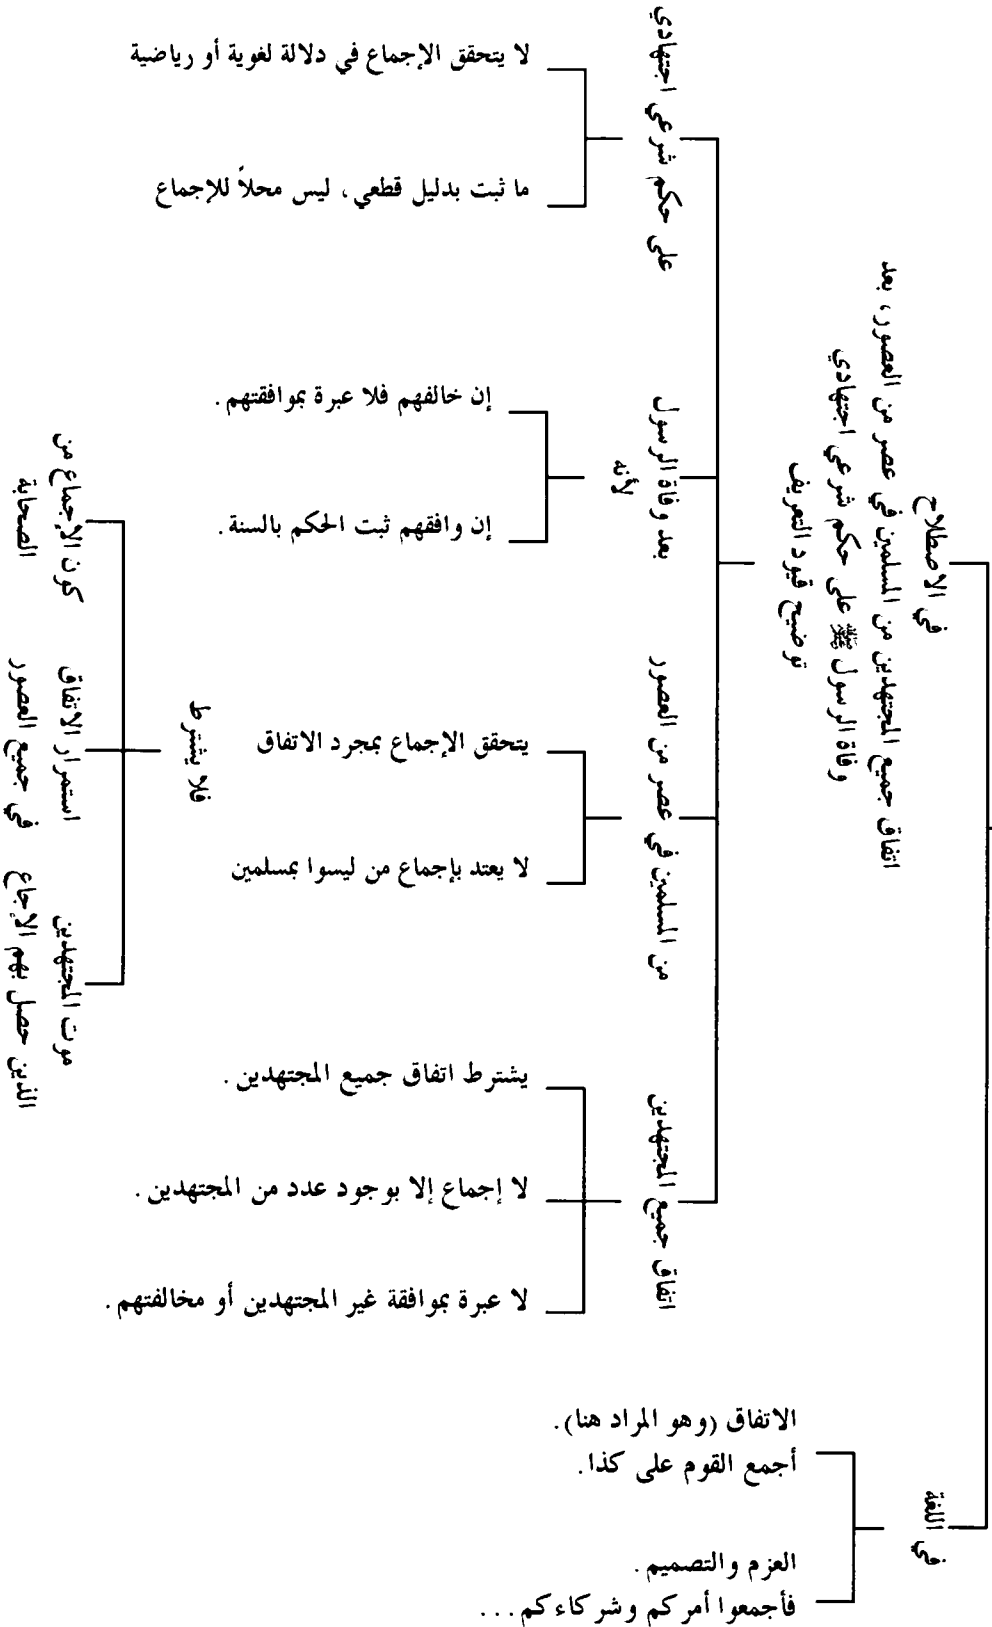 في اللغة
الاتفاق (وهو المراد هنا).
أجمع القوم على كذا.
العزم والتصميم.
فأجمعوا أمركم وشركاءكم...
في الاصطلاح
اتفاق جميع المجتهدين من المسلمين في عصر من العصور، بعد
وفاة الرسول ﷺ على حكم شرعي اجتهادي
توضيح قيود التعريف
اتفاق جميع المجتهدين
يشترط اتفاق جميع المجتهدين.
لا إجماع إلا بوجود عدد من المجتهدين.
لا عبرة بموافقة غير المجتهدين أو مخالفتهم.
من المسلمين في عصر من العصور
يتحقق الإجماع بمجرد الاتفاق
لا يعتد بإجماع من ليسوا بمسلمين
فلا يشترط
موت المجتهدين
الذين حصل بهم الإجاع
استمرار الاتفاق
في جميع العصور
كون الإجماع من
الصحابة
بعد وفاة الرسول
لأنه
إن خالفهم فلا عبرة بموافقتهم.
إن وافقهم ثبت الحكم بالسنة.
على حكم شرعي اجتهادي
لا يتحقق الإجماع في دلالة لغوية أو رياضية
ما ثبت بدليل قطعي، ليس محلاً للإجماع